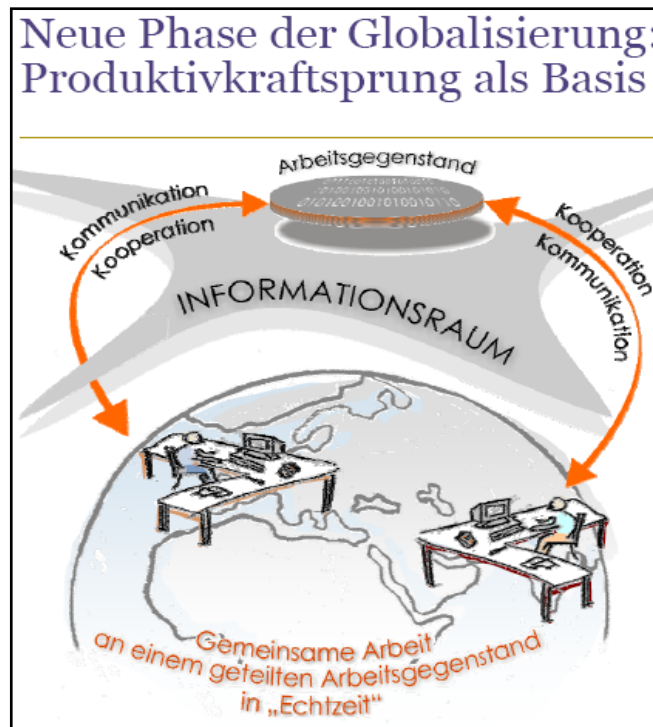 Neue Phase der Globalisierung:
Produktivkraftsprung als Basis
Arbeitsgegenstand
Kommunikation
Kooperation
Kooperation
Kommunikation
010100100101001010110
INFORMATIONSRAUM
Gemeinsame Arbeit
an einem geteilten Arbeitsgegenstand
in „Echtzeit“